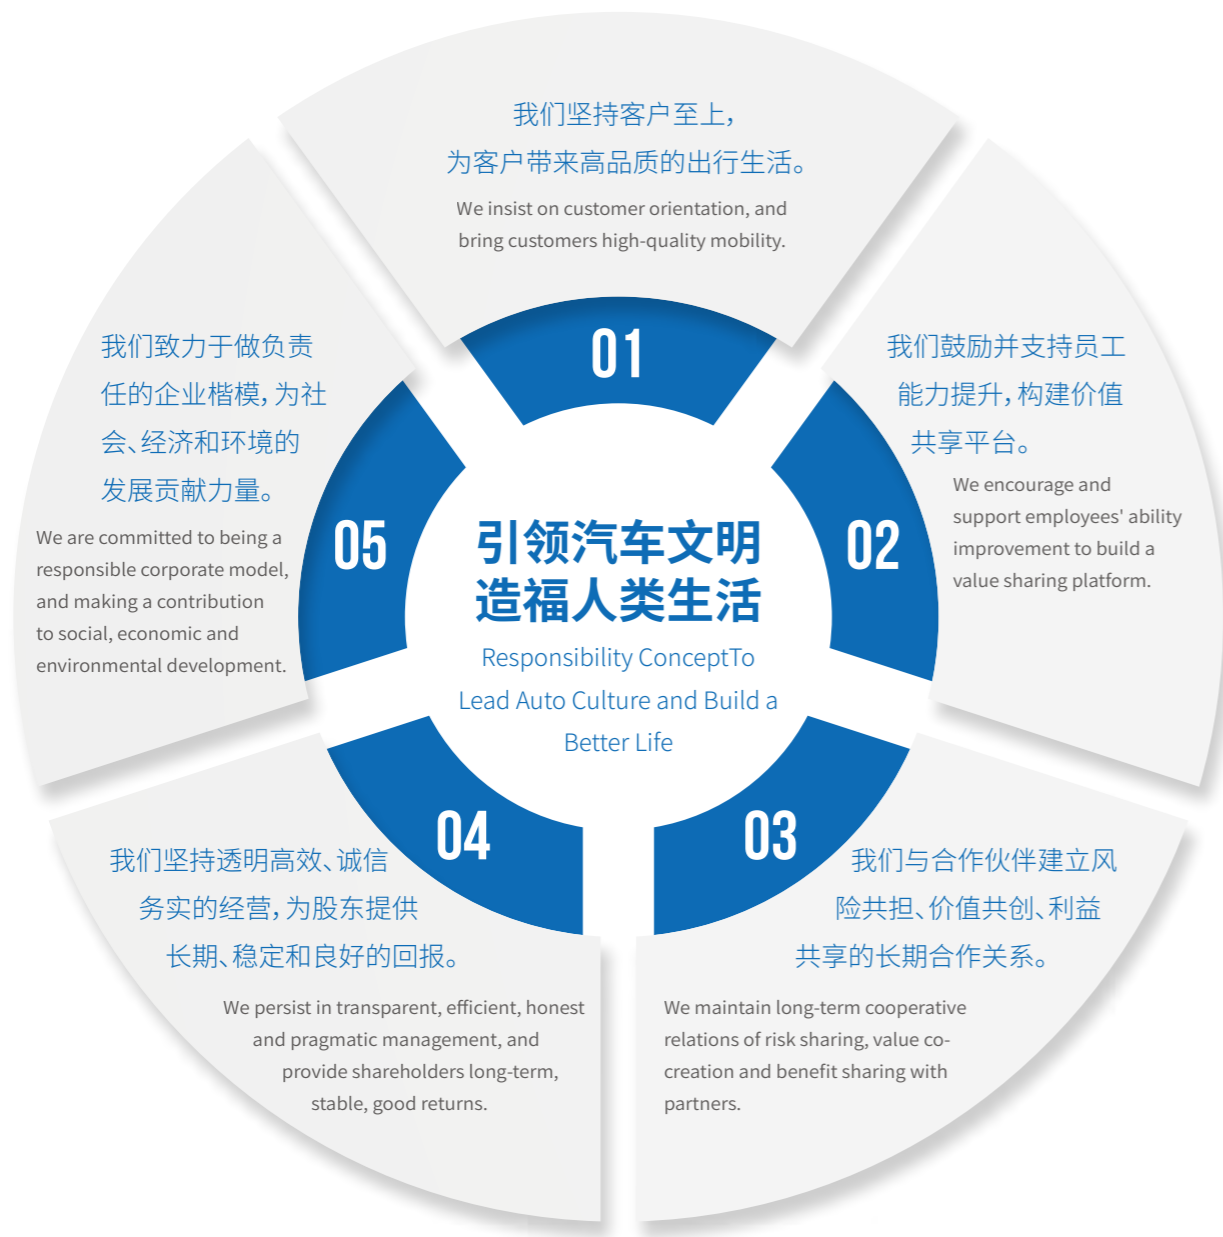 我们坚持客户至上，
为客户带来高品质的出行生活。
We insist on customer orientation, and
bring customers high-quality mobility.
01
我们鼓励并支持员工
能力提升，构建价值
共享平台。
We encourage and
support employees' ability
improvement to build a
value sharing platform.
02
我们与合作伙伴建立风
险共担、价值共创、利益
共享的长期合作关系。
We maintain long-term cooperative
relations of risk sharing, value co-
creation and benefit sharing with
partners.
03
我们坚持透明高效、诚信
务实的经营，为股东提供
长期、稳定和良好的回报。
We persist in transparent, efficient, honest
and pragmatic management, and
provide shareholders long-term,
stable, good returns.
04
我们致力于做负责
任的企业楷模，为社
会、经济和环境的
发展贡献力量。
We are committed to being a
responsible corporate model,
and making a contribution
to social, economic and
environmental development.
05
引领汽车文明
造福人类生活
Responsibility ConceptTo
Lead Auto Culture and Build a
Better Life